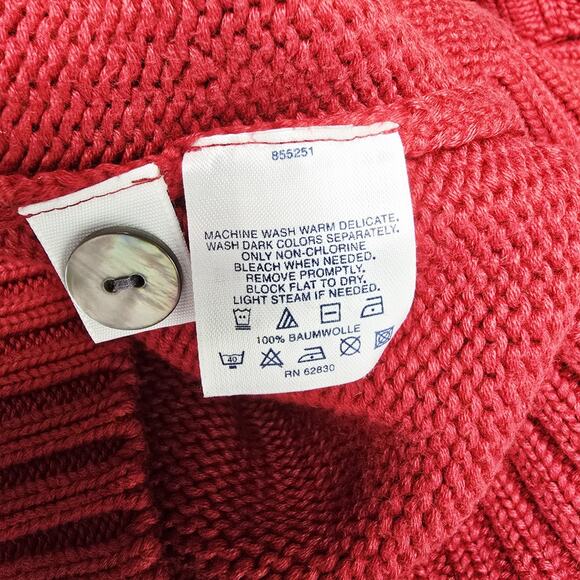 855251
MACHINE WASH WARM DELICATE.
WASH DARK COLORS SEPARATELY.
ONLY NON-CHLORINE
BLEACH WHEN NEEDED.
REMOVE PROMPTLY.
BLOCK FLAT TO DRY.
LIGHT STEAM IF NEEDED.
100% BAUMWOLLE
40
RN 62830